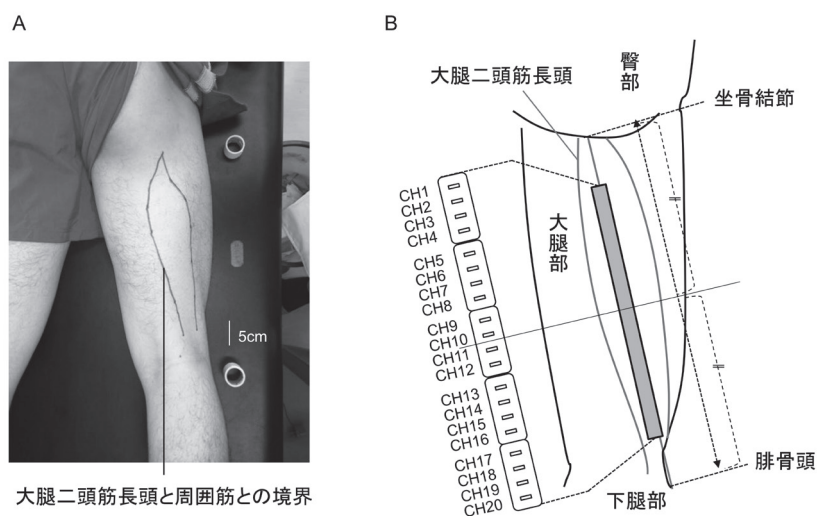 A
5cm
大腿二頭筋長頭と周囲筋との境界
B
大腿二頭筋長頭
臀部
坐骨結節
CH1
CH2
CH3
CH4
大腿部
CH5
CH6
CH7
CH8
CH9
CH10
CH11
CH12
CH13
CH14
CH15
CH16
CH17
CH18
CH19
CH20
腓骨頭
下腿部